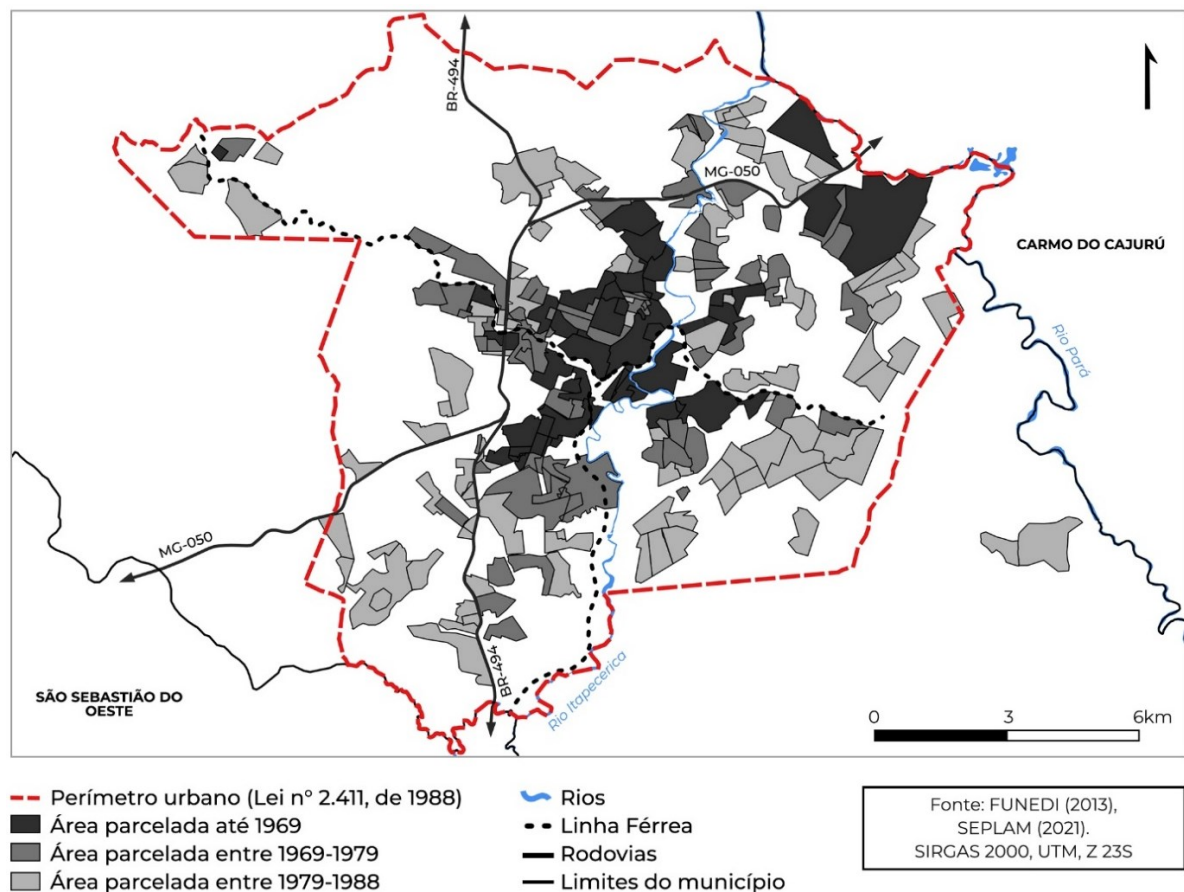 BR-494
MG-050
CARMO DO CAJURÚ
Rio Pará
MG-050
BR-494
Rio Itapecerica
SÃO SEBASTIÃO DO
OESTE
0 3 6km
Perímetro urbano (Lei n° 2.411, de 1988)
Área parcelada até 1969
Área parcelada entre 1969-1979
Área parcelada entre 1979-1988
Rios
Linha Férrea
Rodovias
Limites do município
Fonte: FUNEDI (2013),
SEPLAM (2021).
SIRGAS 2000, UTM, Z 23S